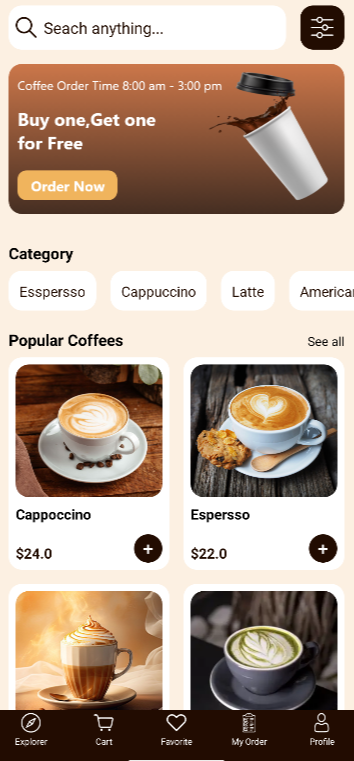 Seach anything...
Coffee Order Time 8:00 am - 3:00 pm
Buy one,Get one
for Free
Order Now
Category
Esspersso Cappuccino Latte America
Popular Coffees See all
Cappoccino Espersso
$24.0 + $22.0 +
Explorer Cart Favorite My Order Profile